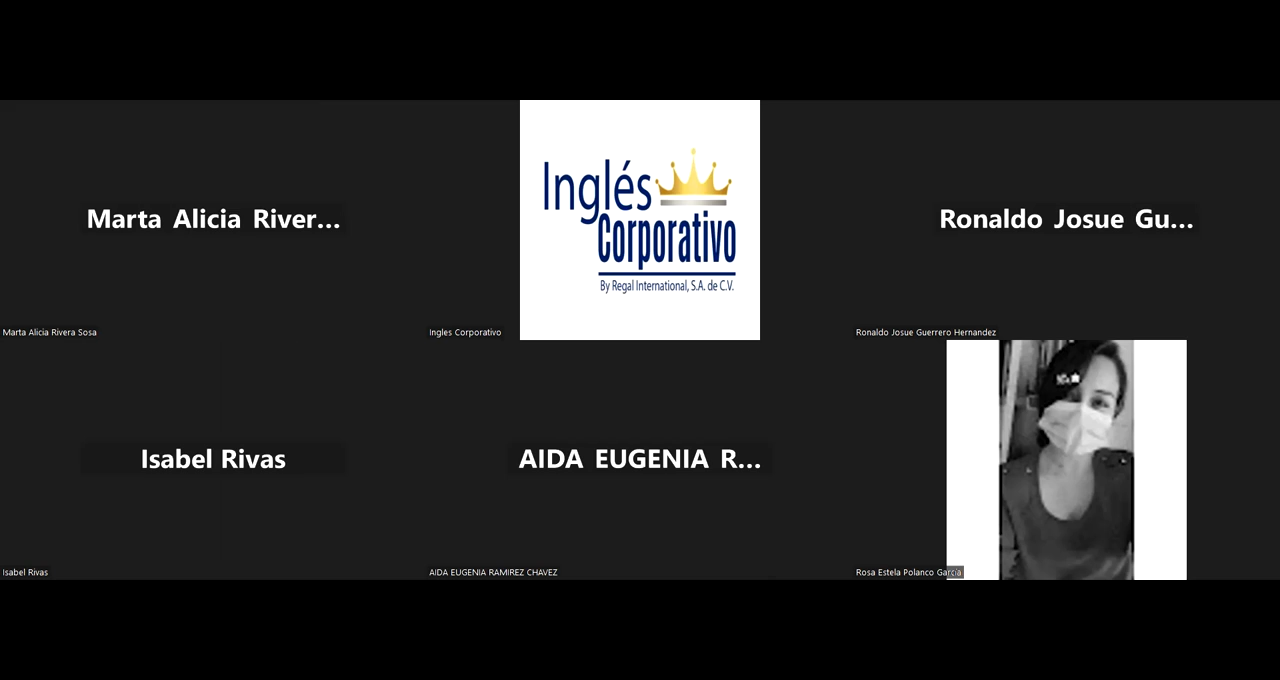 Marta Alicia River...
Marta Alicia Rivera Sosa
Inglés
Corporativo
By Regal International, S.A. de C.V.
Ingles Corporativo
Ronaldo Josue Gu...
Ronaldo Josue Guerrero Hernandez
Isabel Rivas
Isabel Rivas
AIDA EUGENIA R...
AIDA EUGENIA RAMIREZ CHAVEZ
Rosa Estela Polanco García